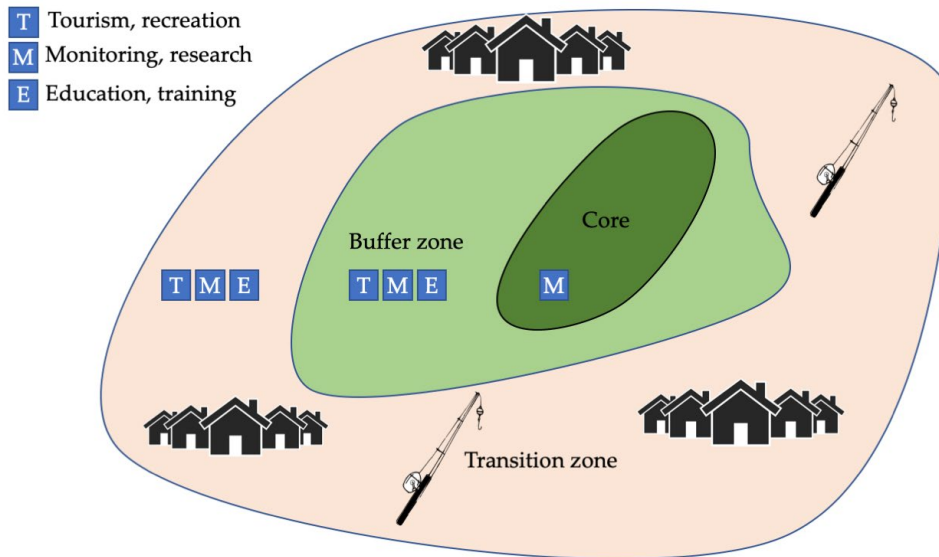 T Tourism, recreation
M Monitoring, research
E Education, training
Core
Buffer zone
T M E
T M E
M
Transition zone